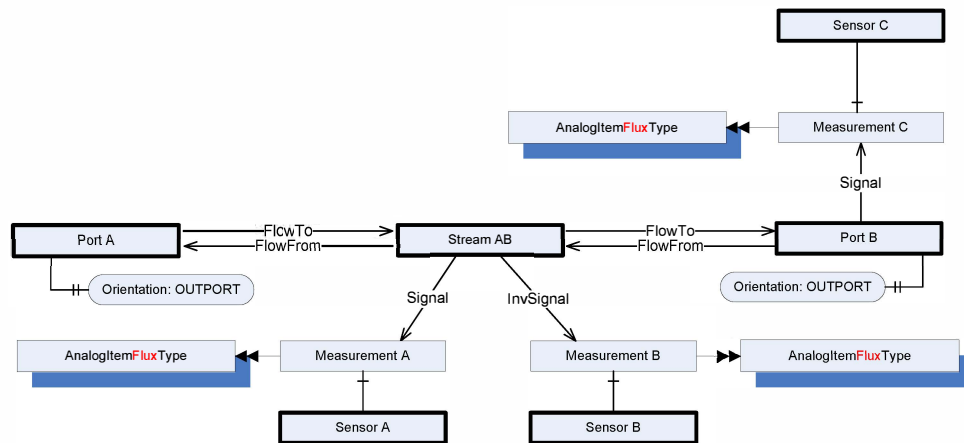 Sensor C
AnalogItemFluxType
Measurement C
Signal
Port A
FlcwTo
FlowFrom
Stream AB
FlowTo
FlowFrom
Port B
Orientation: OUTPORT
Signal
InvSignal
Orientation: OUTPORT
AnalogItemFluxType
Measurement A
Measurement B
AnalogItemFluxType
Sensor A
Sensor B